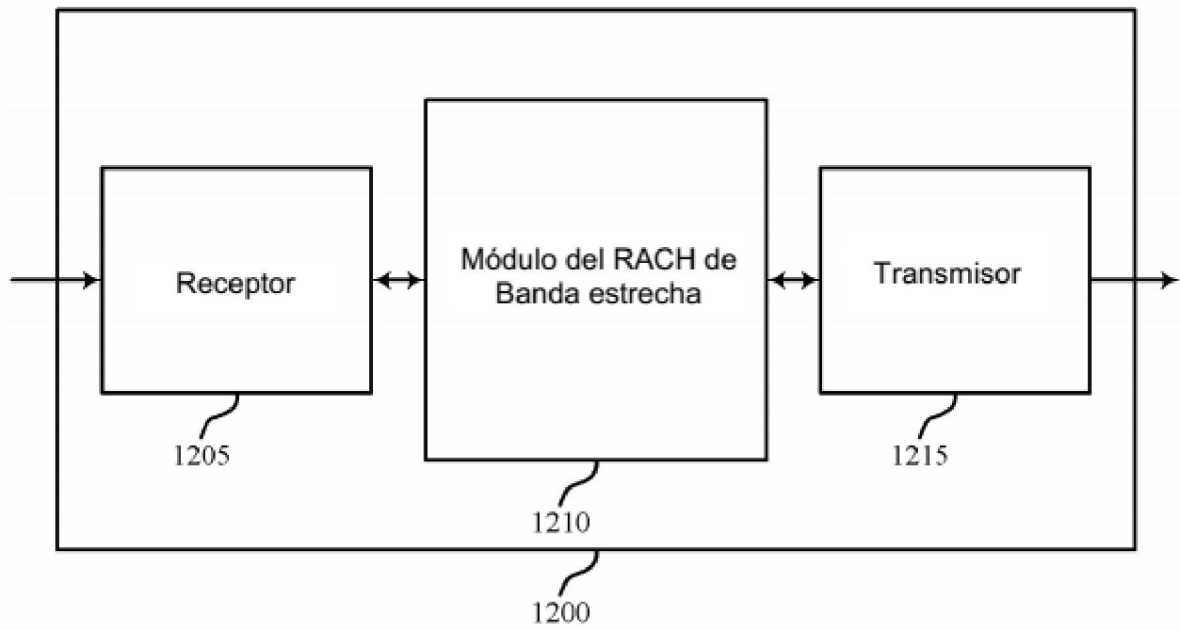 Receptor
Módulo del RACH de
Banda estrecha
Transmisor
1205
1210
1215
1200